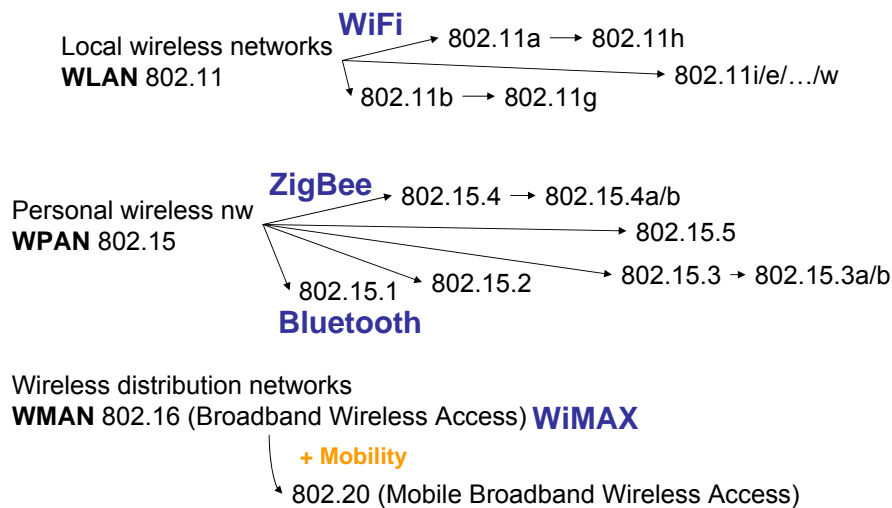 WiFi
Local wireless networks
WLAN 802.11
802.11a
802.11h
802.11i/e/…/w
802.11b
802.11g
ZigBee
Personal wireless nw
WPAN 802.15
802.15.4
802.15.4a/b
802.15.5
802.15.3
802.15.3a/b
802.15.2
802.15.1
Bluetooth
Wireless distribution networks
WMAN 802.16 (Broadband Wireless Access) WiMAX
+ Mobility
802.20 (Mobile Broadband Wireless Access)